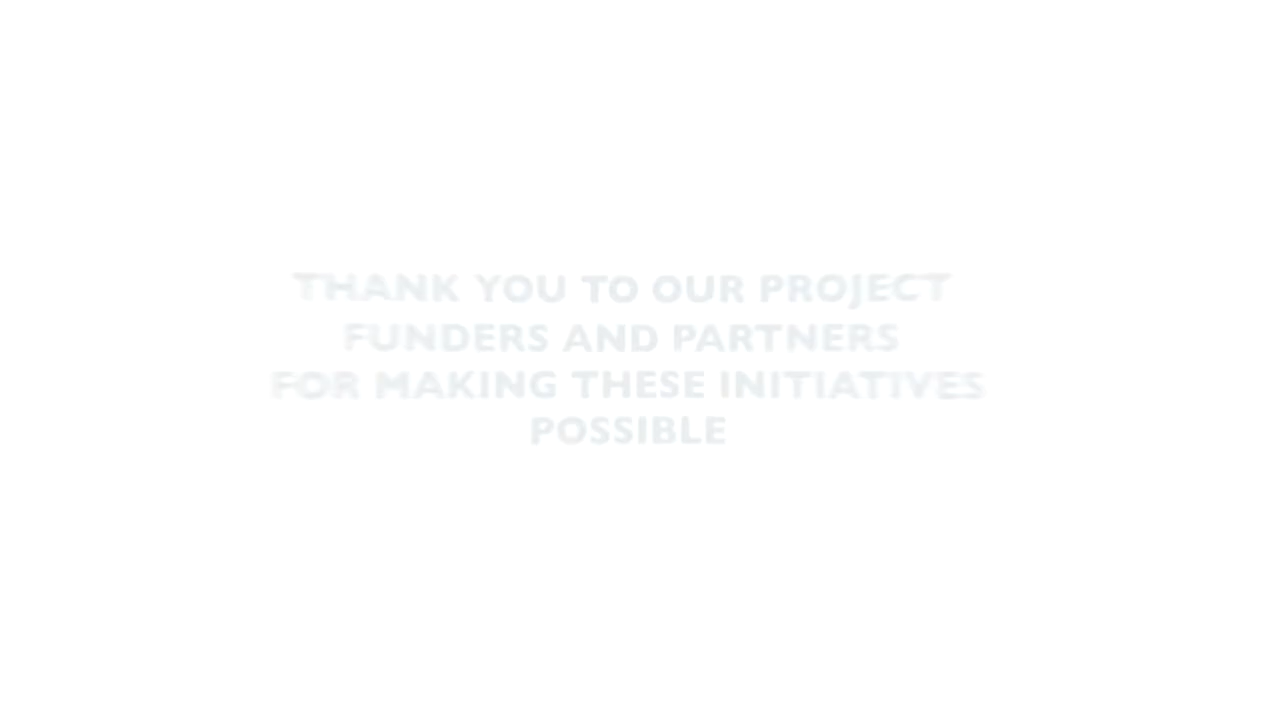 THANK YOU TO OUR PROJECT
FUNDERS AND PARTNERS
FOR MAKING THESE INITIATIVES
POSSIBLE